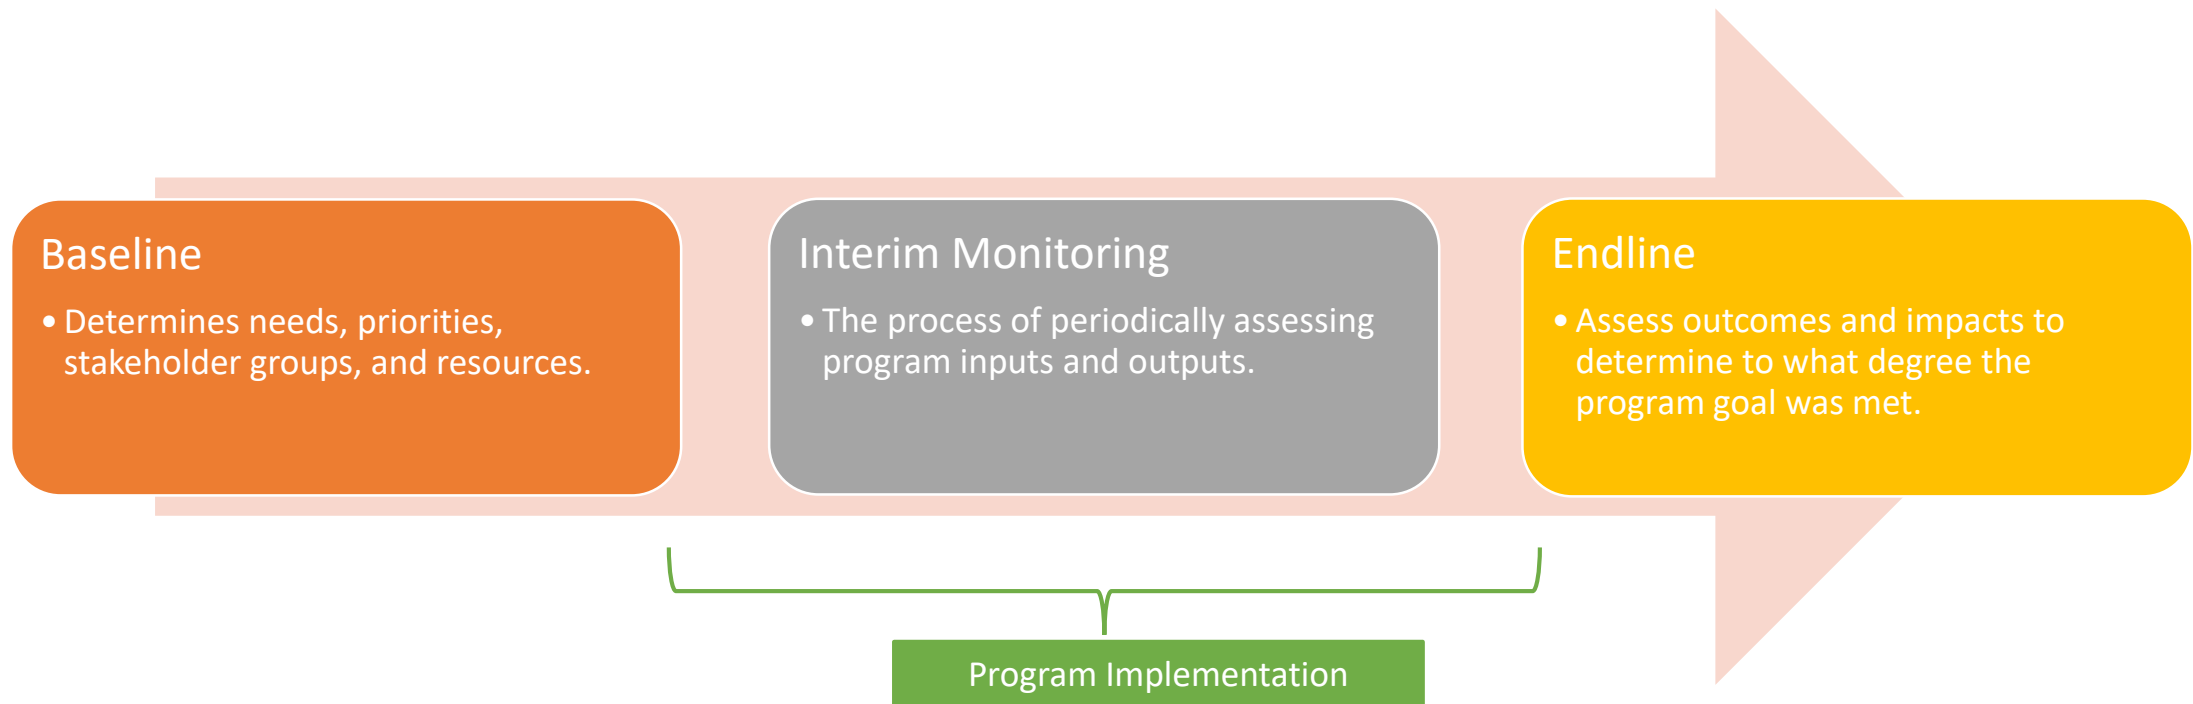 Baseline
• Determines needs, priorities,
stakeholder groups, and resources.
Interim Monitoring
• The process of periodically assessing
program inputs and outputs.
Endline
• Assess outcomes and impacts to
determine to what degree the
program goal was met.
Program Implementation